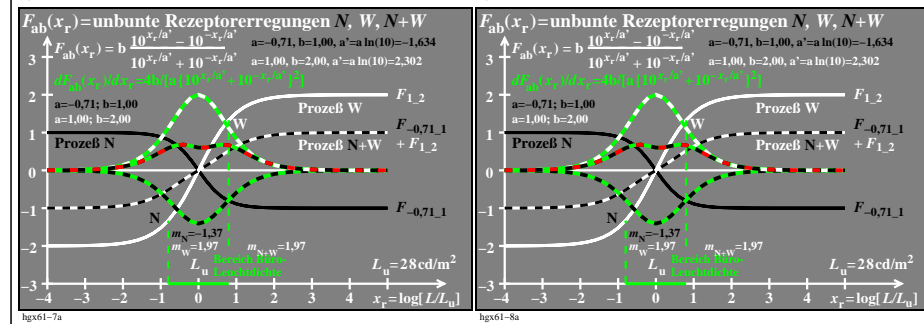 F_ab(x_r)=unbunte Rezeptorerregungen N, W, N+W
F_ab(x_r) = b (10^{x_r/a'} − 10^{−x_r/a'}) / (10^{x_r/a'} + 10^{−x_r/a'})
a=−0,71, b=1,00, a'=a ln(10)=−1,634
a=1,00, b=2,00, a'=a ln(10)=2,302
dF_ab(x_r)/dx_r=4b/[a{10^{x_r/a'}+10^{−x_r/a'}}²]
a=−0,71; b=1,00
a=1,00; b=2,00
Prozeß W
F_1_2
W
F_−0,71_1
+ F_1_2
Prozeß N
Prozeß N+W
F_−0,71_1
N
m_N=−1,37
m_W=1,97
m_N+W=1,97
Bereich Büro-
Leuchtdichte
L_u
L_u=28cd/m²
3
2
1
0
−1
−2
−3
−4 −3 −2 −1 0 1 2 3 4
x_r=log[L/L_u]
hgx61-7a
F_ab(x_r)=unbunte Rezeptorerregungen N, W, N+W
F_ab(x_r) = b (10^{x_r/a'} − 10^{−x_r/a'}) / (10^{x_r/a'} + 10^{−x_r/a'})
a=−0,71, b=1,00, a'=a ln(10)=−1,634
a=1,00, b=2,00, a'=a ln(10)=2,302
dF_ab(x_r)/dx_r=4b/[a{10^{x_r/a'}+10^{−x_r/a'}}²]
a=−0,71; b=1,00
a=1,00; b=2,00
Prozeß W
F_1_2
W
F_−0,71_1
+ F_1_2
Prozeß N
Prozeß N+W
F_−0,71_1
N
m_N=−1,37
m_W=1,97
m_N+W=1,97
Bereich Büro-
Leuchtdichte
L_u
L_u=28cd/m²
3
2
1
0
−1
−2
−3
−4 −3 −2 −1 0 1 2 3 4
x_r=log[L/L_u]
hgx61-8a